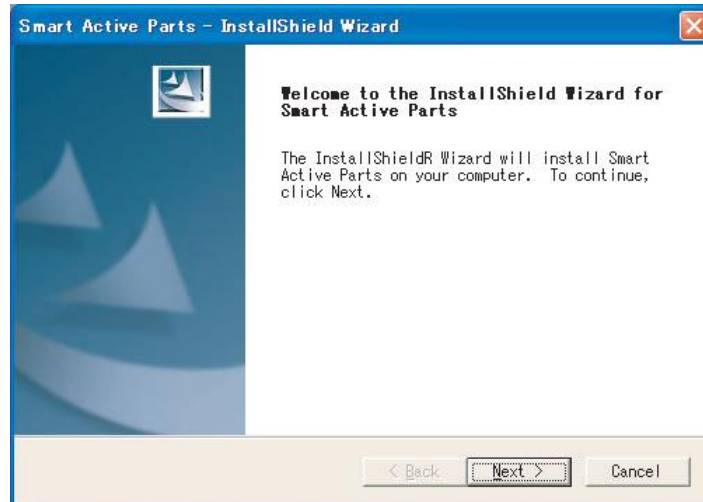 Smart Active Parts - InstallShield Wizard
Welcome to the InstallShield Wizard for
Smart Active Parts
The InstallShieldR Wizard will install Smart
Active Parts on your computer. To continue,
click Next.
< Back
Next >
Cancel